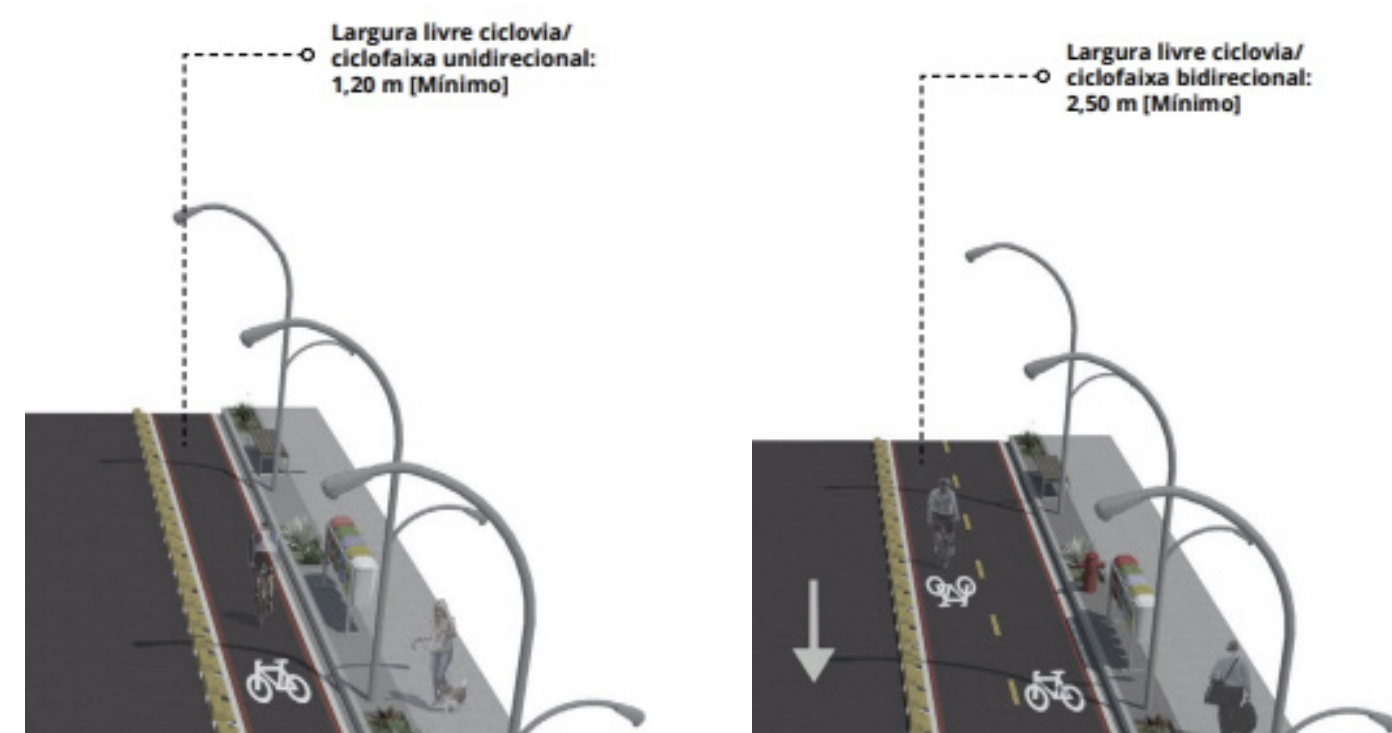 Largura livre ciclovia/
ciclofaixa unidirecional:
1,20 m [Mínimo]
Largura livre ciclovia/
ciclofaixa bidirecional:
2,50 m [Mínimo]